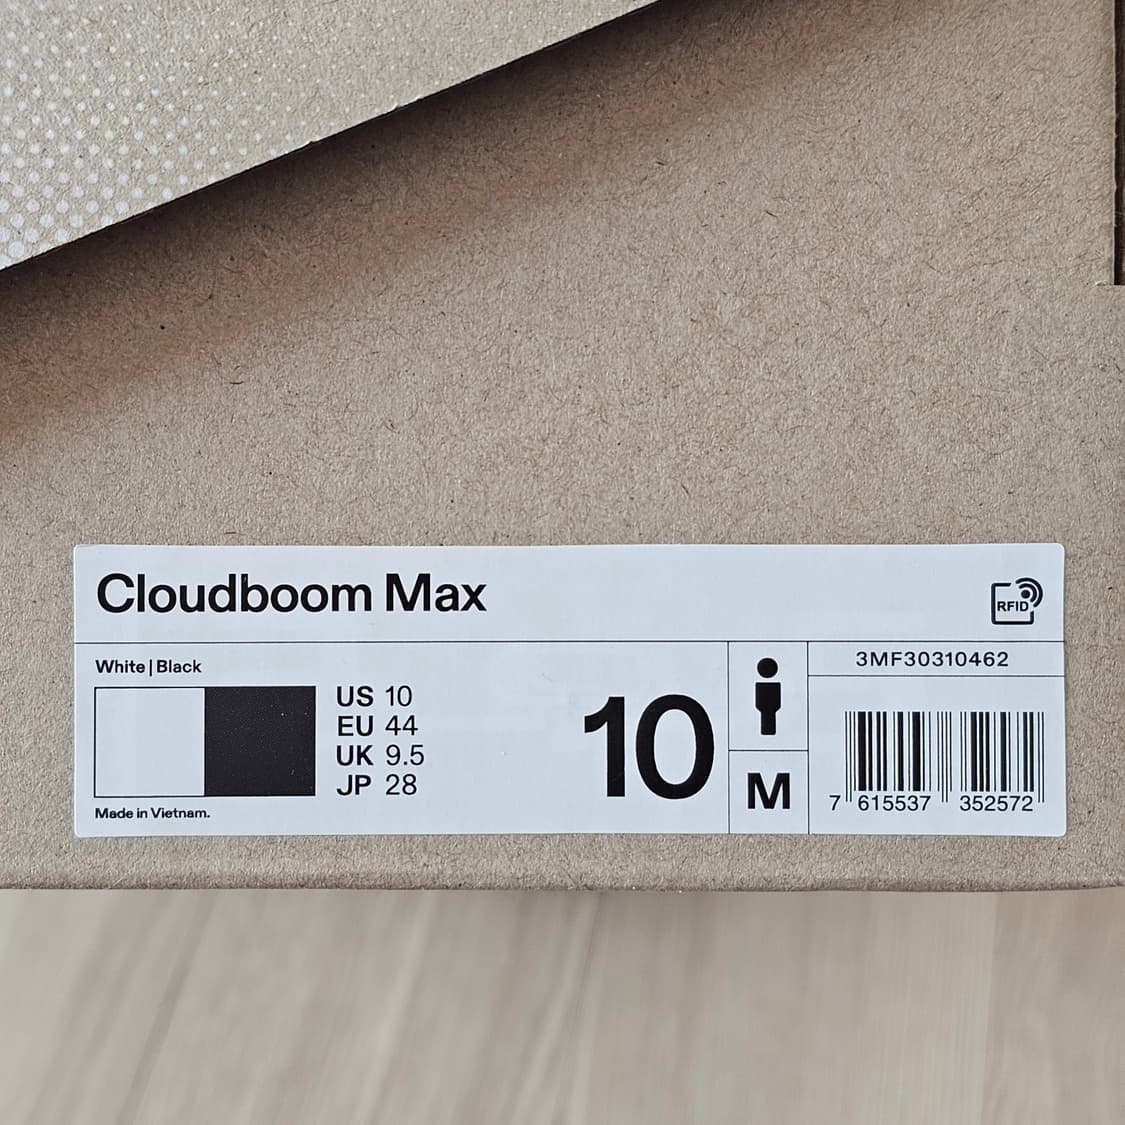 Cloudboom Max
RFID
White | Black
US 10
EU 44
UK 9.5
JP 28
Made in Vietnam.
10
M
3MF30310462
7 615537 352572